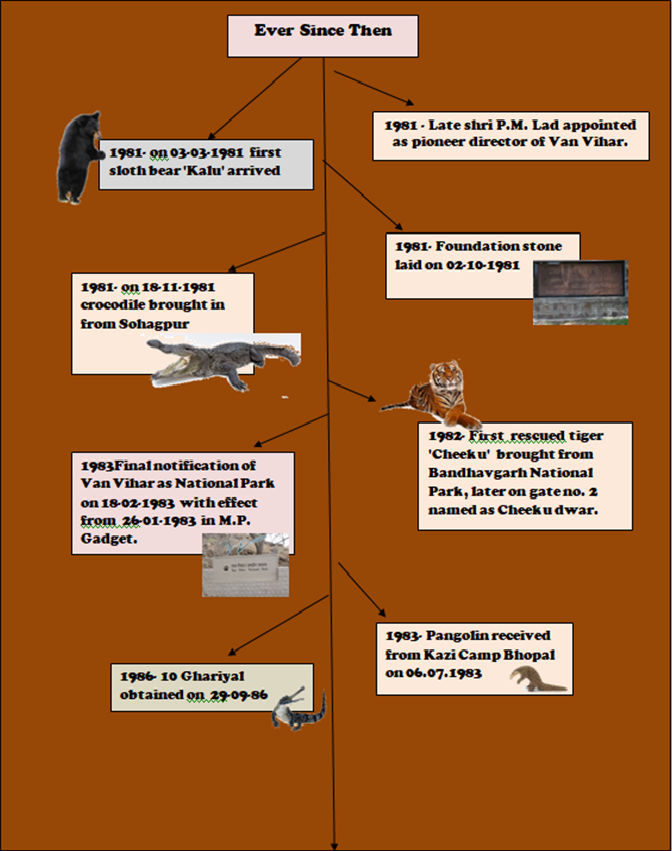 Ever Since Then
1981 - Late shri P.M. Lad appointed
as pioneer director of Van Vihar.
1981- on 03-03-1981 first
sloth bear 'Kalu' arrived
1981- Foundation stone
laid on 02-10-1981
1981- on 18-11-1981
crocodile brought in
from Sohagpur
1982- First rescued tiger
'Cheeku' brought from
Bandhavgarh National
Park, later on gate no. 2
named as Cheeku dwar.
1983Final notification of
Van Vihar as National Park
on 18-02-1983 with effect
from 26-01-1983 in M.P.
Gadget.
1983- Pangolin received
from Kazi Camp Bhopal
on 06.07.1983
1986- 10 Ghariyal
obtained on 29-09-86